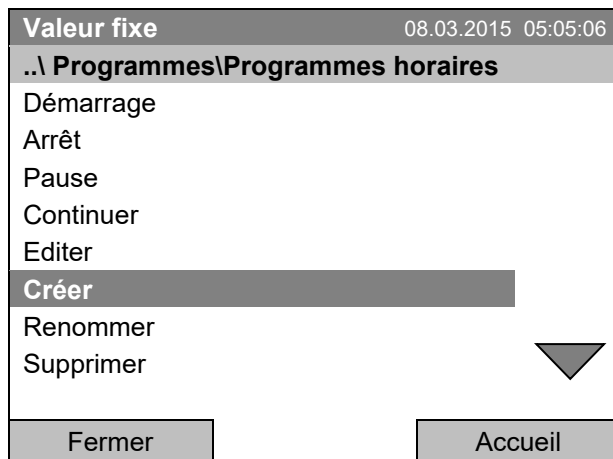 Valeur fixe 08.03.2015 05:05:06
..\ Programmes\Programmes horaires
Démarrage
Arrêt
Pause
Continuer
Editer
Créer
Renommer
Supprimer
Fermer Accueil